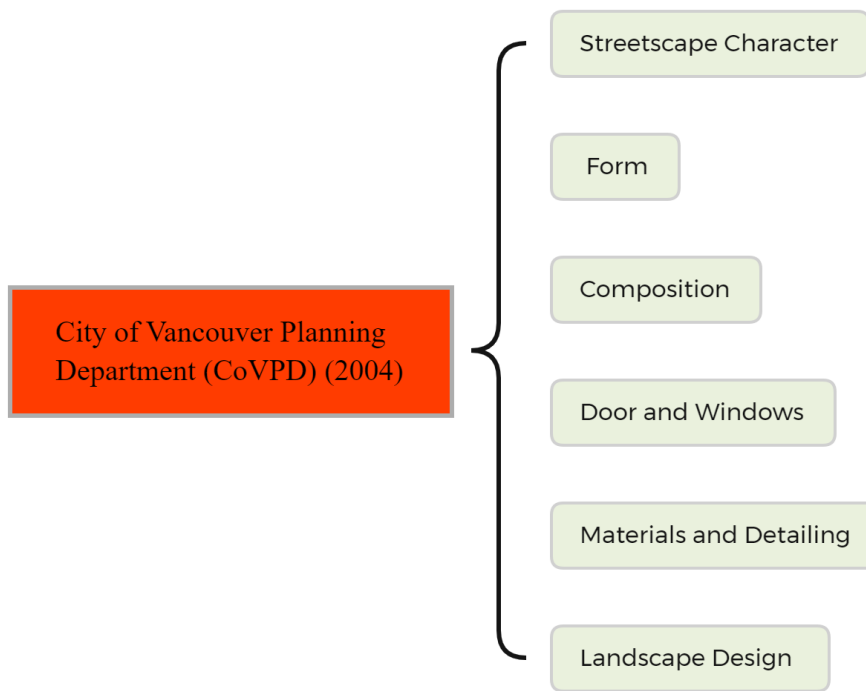 City of Vancouver Planning
Department (CoVPD) (2004)
Streetscape Character
Form
Composition
Door and Windows
Materials and Detailing
Landscape Design